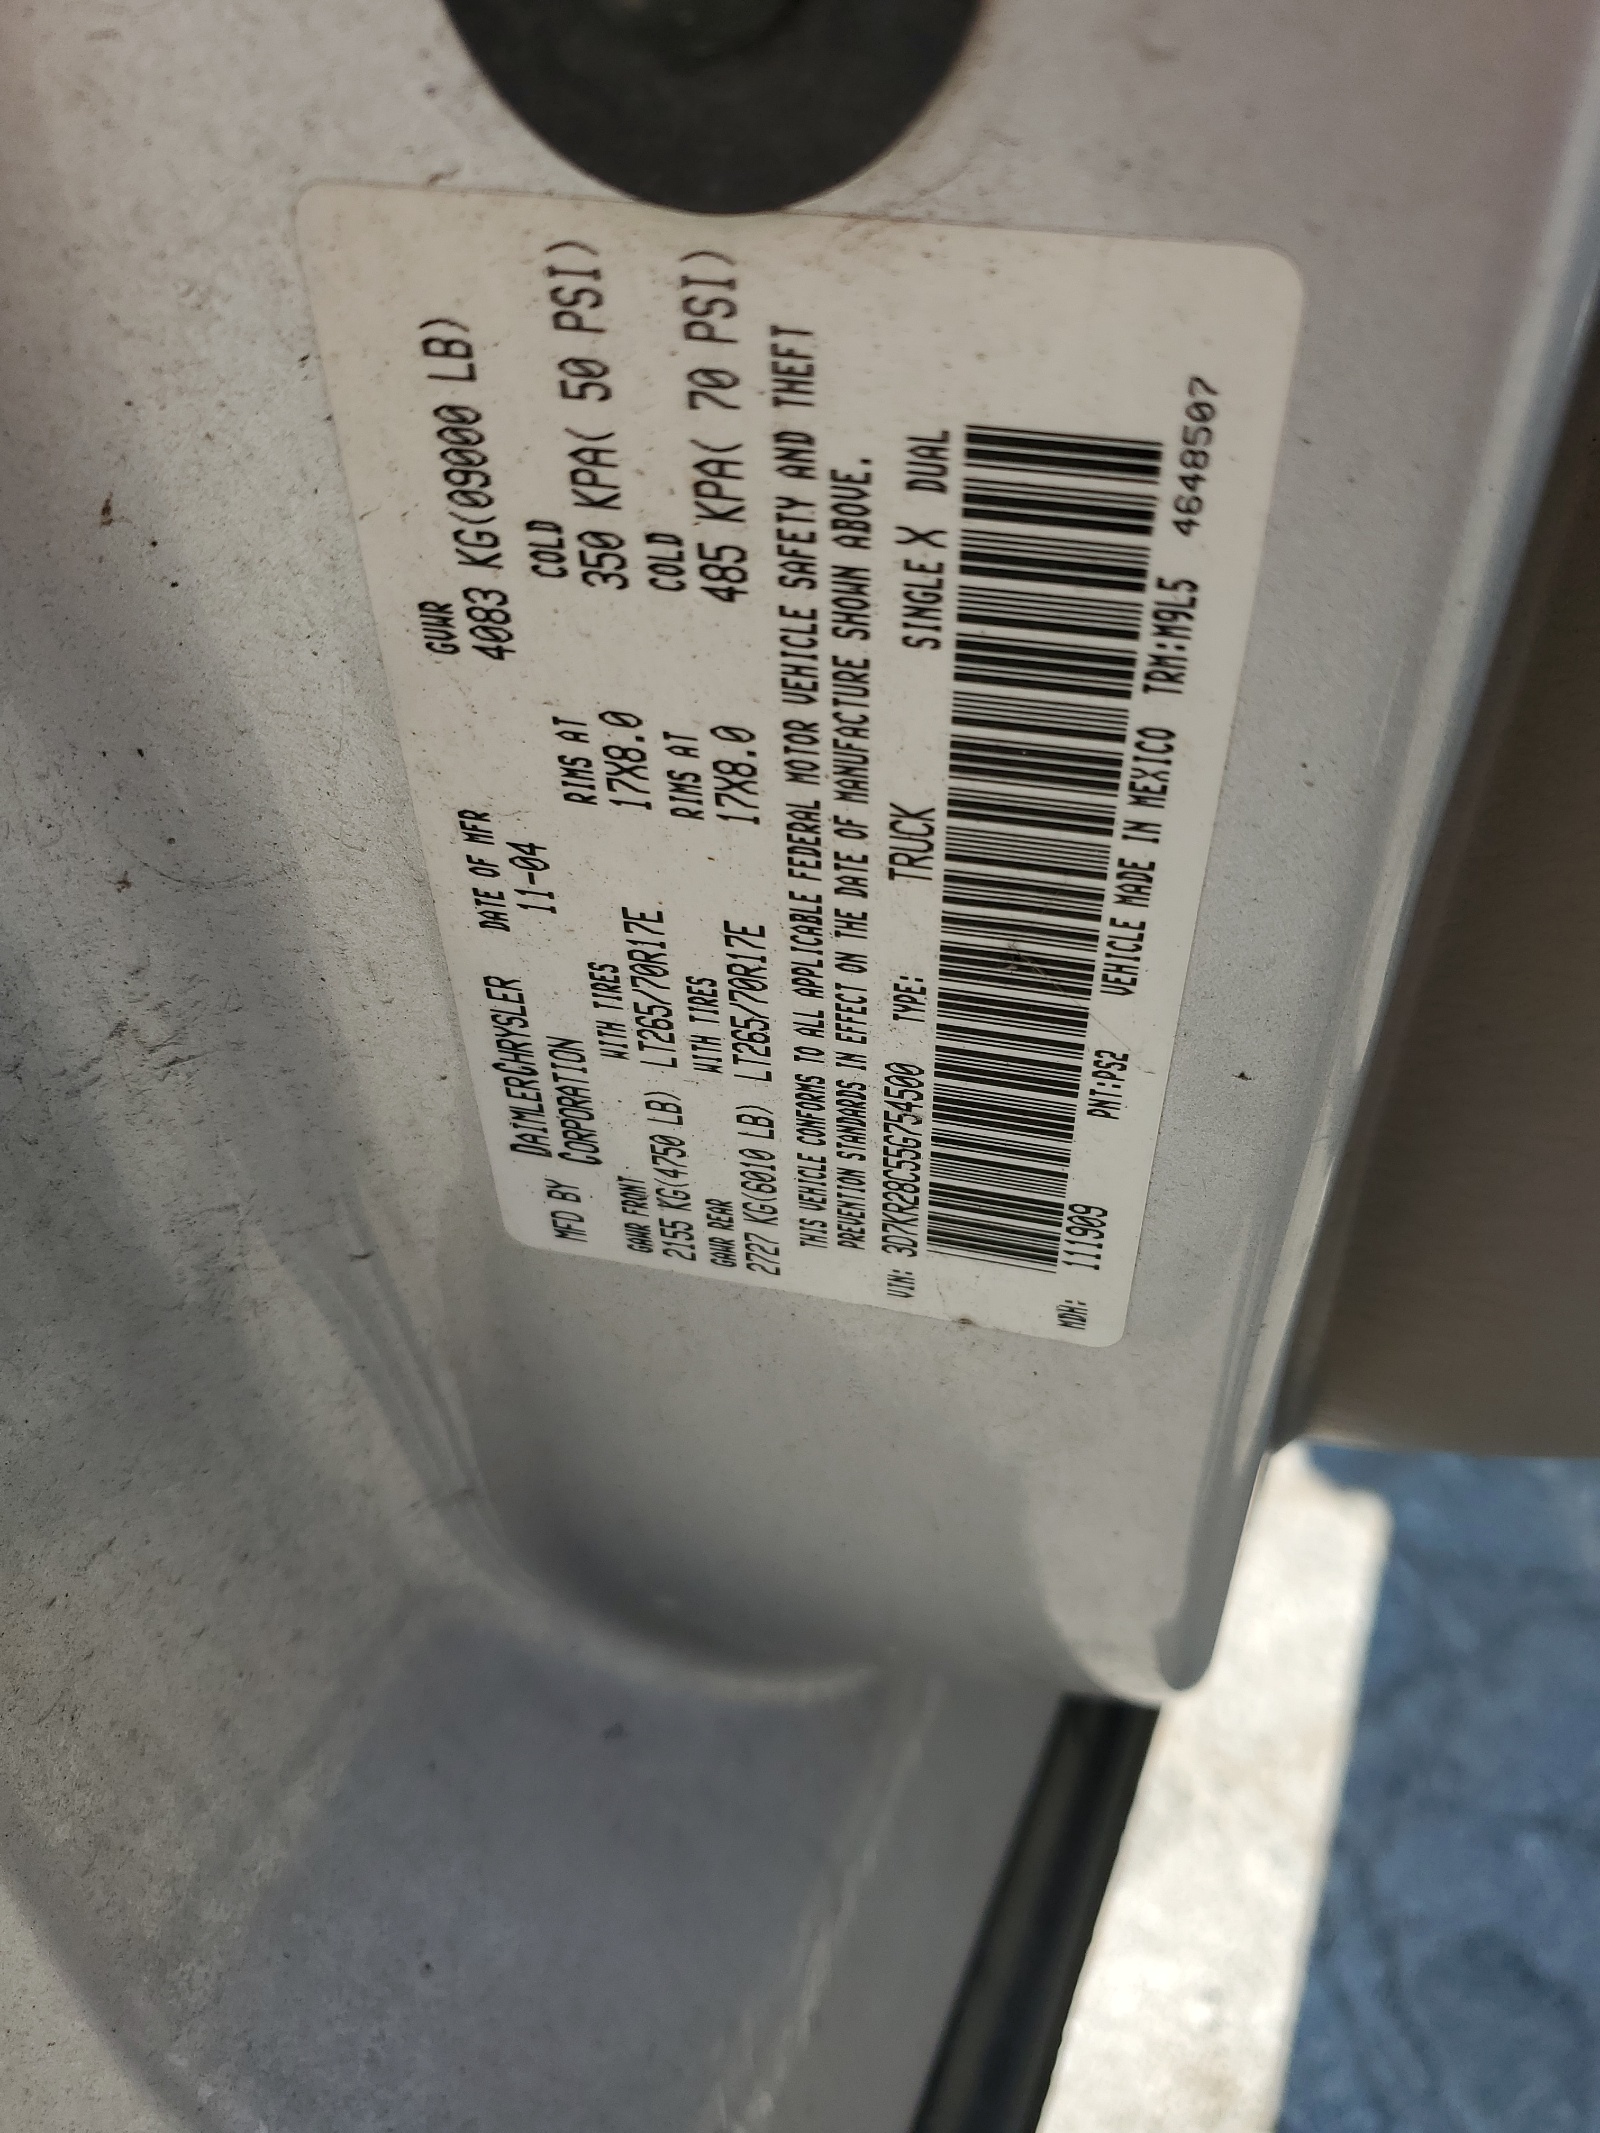 MFD BY DAIMLERCHRYSLER DATE OF MFR GVWR
CORPORATION 11-04 4083 KG(09000 LB)
GAWR FRONT WITH TIRES RIMS AT COLD
2155 KG(4750 LB) LT265/70R17E 17X8.0 350 KPA( 50 PSI)
GAWR REAR WITH TIRES RIMS AT COLD
2727 KG(6010 LB) LT265/70R17E 17X8.0 485 KPA( 70 PSI)
THIS VEHICLE CONFORMS TO ALL APPLICABLE FEDERAL MOTOR VEHICLE SAFETY AND THEFT
PREVENTION STANDARDS IN EFFECT ON THE DATE OF MANUFACTURE SHOWN ABOVE.
VIN: 3D7KR28C55G754500 TYPE: TRUCK SINGLE X DUAL
MDH: 111909 PNT:PS2 VEHICLE MADE IN MEXICO TRM:M9L5 4648507